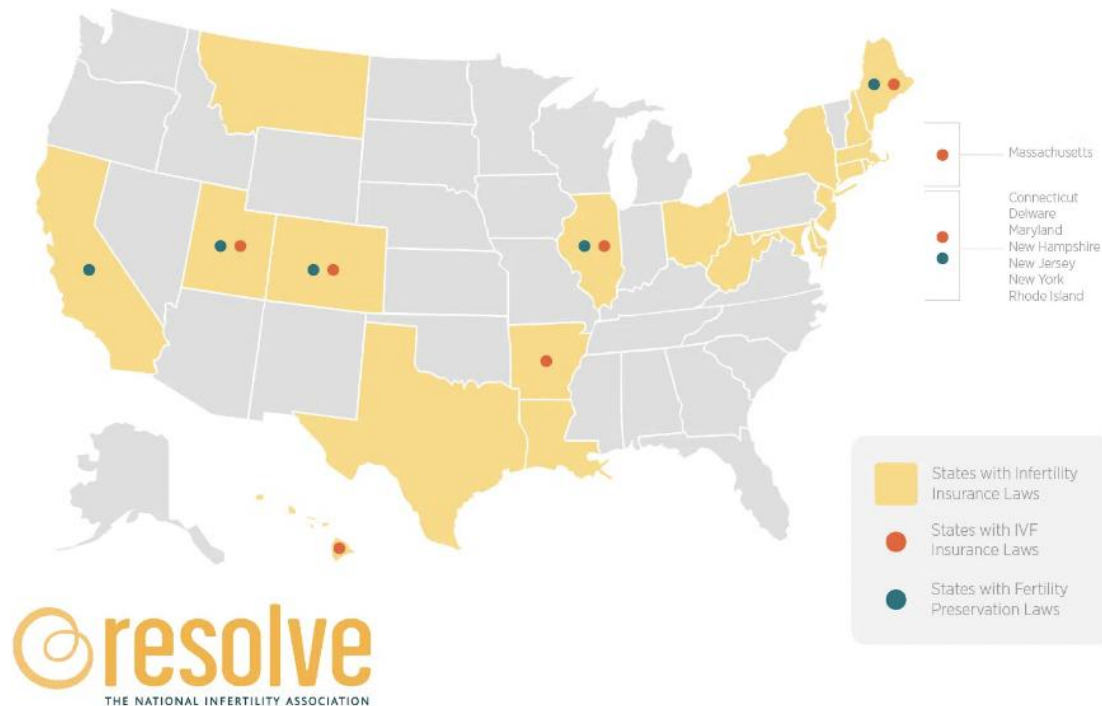 Massachusetts
Connecticut
Delware
Maryland
New Hampshire
New Jersey
New York
Rhode Island
States with Infertility
Insurance Laws
States with IVF
Insurance Laws
States with Fertility
Preservation Laws
resolve
THE NATIONAL INFERTILITY ASSOCIATION